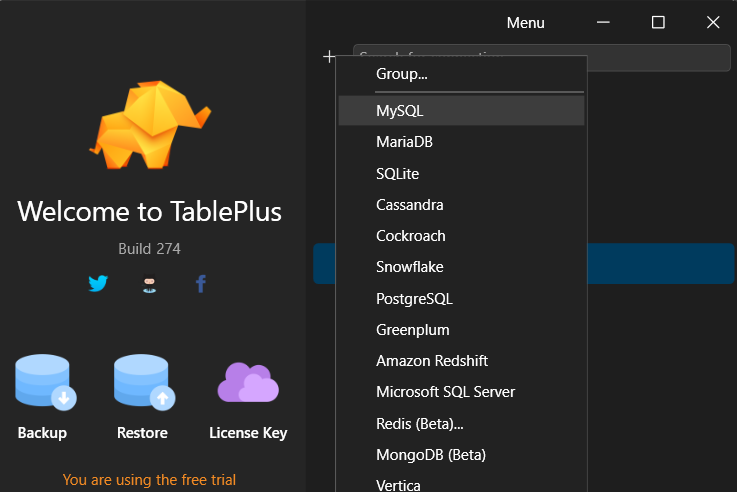 Menu
Group...
MySQL
MariaDB
SQLite
Cassandra
Cockroach
Snowflake
PostgreSQL
Greenplum
Amazon Redshift
Microsoft SQL Server
Redis (Beta)...
MongoDB (Beta)
Vertica
Welcome to TablePlus
Build 274
Backup
Restore
License Key
You are using the free trial